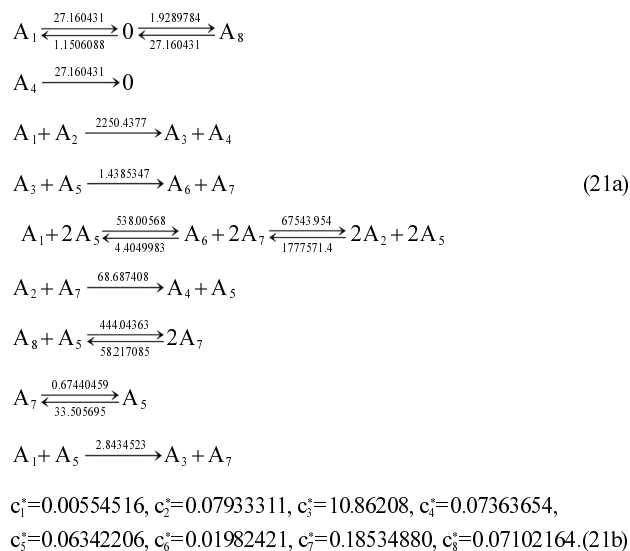 A₁ ⇌ 0 ⇌ A₈ (27.160431 / 1.1506088; 1.9289784 / 27.160431)
A₄ → 0 (27.160431)
A₁+A₂ → A₃+A₄ (2250.4377)
A₃+A₅ → A₆+A₇ (1.4385347) (21a)
A₁+2A₅ ⇌ A₆+2A₇ ⇌ 2A₂+2A₅ (538.00568 / 4.4049983; 67543.954 / 1777571.4)
A₂+A₇ → A₄+A₅ (68.687408)
A₈+A₅ ⇌ 2A₇ (444.04363 / 58.217085)
A₇ ⇌ A₅ (0.67440459 / 33.505695)
A₁+A₅ → A₃+A₇ (2.8434523)
c₁*=0.00554516, c₂*=0.07933311, c₃*=10.86208, c₄*=0.07363654,
c₅*=0.06342206, c₆*=0.01982421, c₇*=0.18534880, c₈*=0.07102164.(21b)